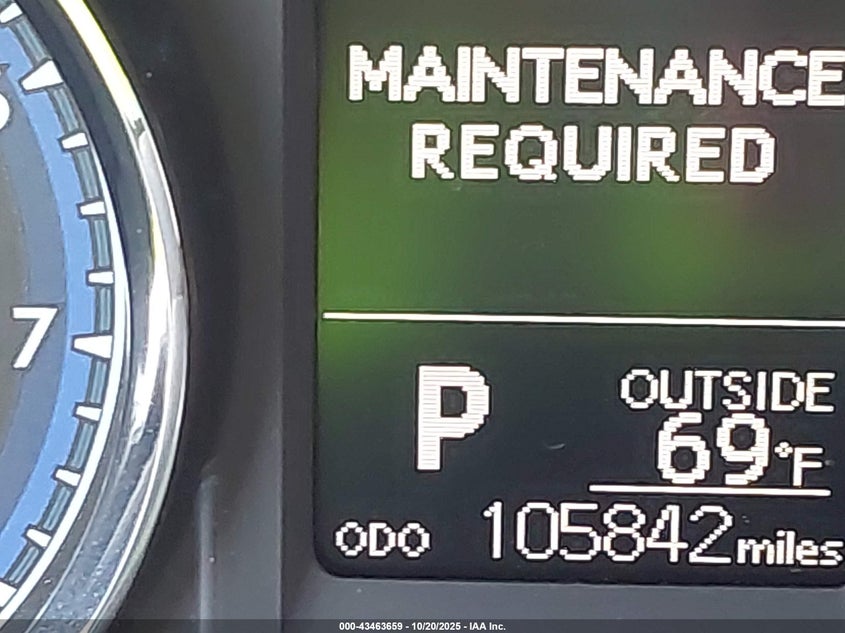 MAINTENANCE
REQUIRED
7
P
OUTSIDE
69°F
ODO 105842 miles
000-43463659 - 10/20/2025 - IAA Inc.